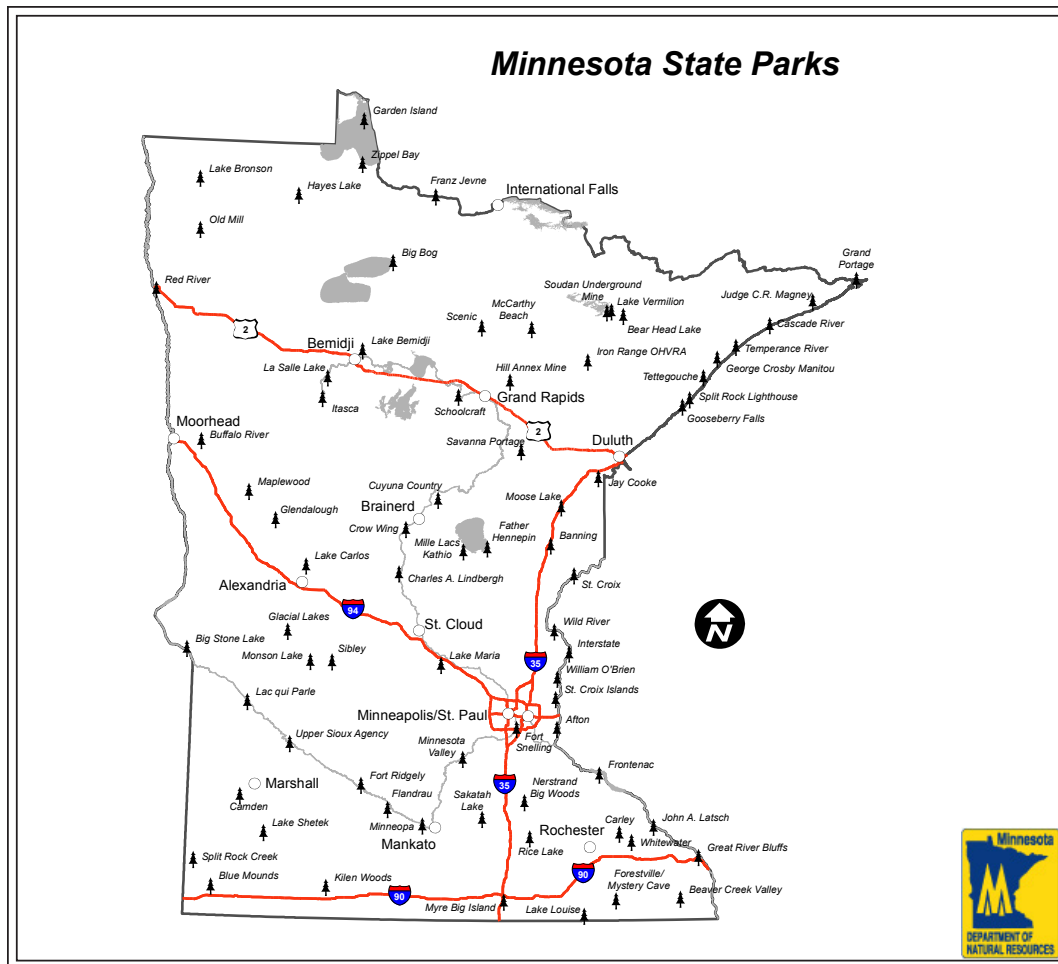 Minnesota State Parks
Garden Island
Zippel Bay
Lake Bronson
Hayes Lake
Franz Jevne
International Falls
Old Mill
Big Bog
Grand
Portage
Red River
Soudan Underground
Mine
Lake Vermilion
Judge C.R. Magney
McCarthy
Beach
Scenic
Bear Head Lake
Cascade River
2
Bemidji
Lake Bemidji
Temperance River
Iron Range OHVRA
George Crosby Manitou
La Salle Lake
Hill Annex Mine
Tettegouche
Itasca
Schoolcraft
Grand Rapids
Split Rock Lighthouse
Gooseberry Falls
Moorhead
Buffalo River
2
Savanna Portage
Duluth
Jay Cooke
Maplewood
Cuyuna Country
Moose Lake
Glendalough
Brainerd
Crow Wing
Mille Lacs
Kathio
Father
Hennepin
Banning
Lake Carlos
Charles A. Lindbergh
St. Croix
Alexandria
94
Glacial Lakes
St. Cloud
Wild River
Big Stone Lake
Interstate
Monson Lake
Sibley
Lake Maria
35
William O'Brien
St. Croix Islands
Lac qui Parle
Minneapolis/St. Paul
Afton
Fort
Snelling
Upper Sioux Agency
Minnesota
Valley
Frontenac
Marshall
Fort Ridgely
35
Camden
Flandrau
Sakatah
Lake
Nerstrand
Big Woods
Lake Shetek
Minneopa
Mankato
Rochester
Carley
John A. Latsch
Rice Lake
Whitewater
Great River Bluffs
Split Rock Creek
Blue Mounds
Kilen Woods
90
90
Forestville/
Mystery Cave
Beaver Creek Valley
Myre Big Island
Lake Louise
N
Minnesota
DEPARTMENT OF
NATURAL RESOURCES